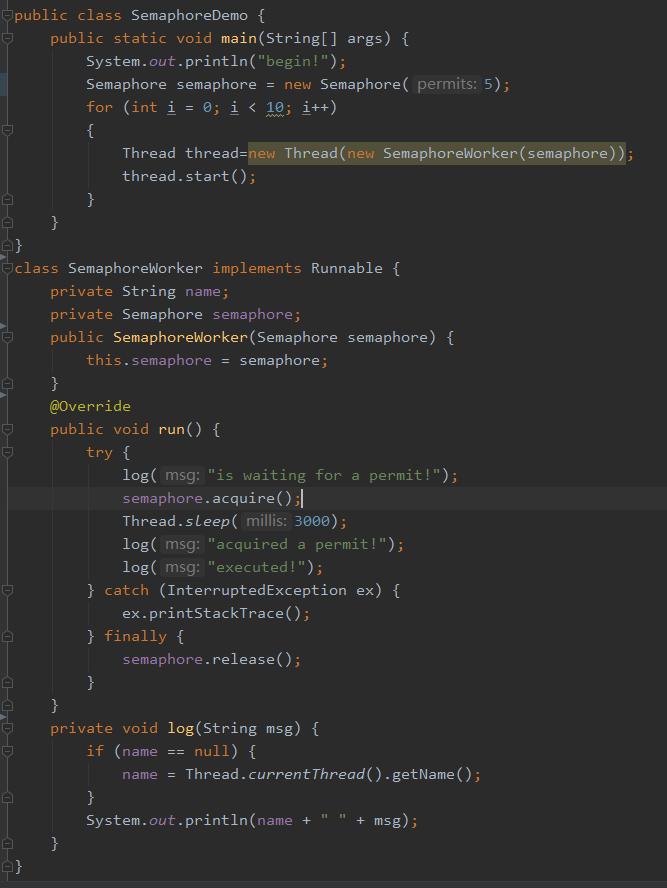 public class SemaphoreDemo {
    public static void main(String[] args) {
        System.out.println("begin!");
        Semaphore semaphore = new Semaphore( permits: 5);
        for (int i = 0; i < 10; i++)
        {
            Thread thread=new Thread(new SemaphoreWorker(semaphore));
            thread.start();
        }
    }
}
class SemaphoreWorker implements Runnable {
    private String name;
    private Semaphore semaphore;
    public SemaphoreWorker(Semaphore semaphore) {
        this.semaphore = semaphore;
    }
    @Override
    public void run() {
        try {
            log( msg: "is waiting for a permit!");
            semaphore.acquire();
            Thread.sleep( millis: 3000);
            log( msg: "acquired a permit!");
            log( msg: "executed!");
        } catch (InterruptedException ex) {
            ex.printStackTrace();
        } finally {
            semaphore.release();
        }
    }
    private void log(String msg) {
        if (name == null) {
            name = Thread.currentThread().getName();
        }
        System.out.println(name + " " + msg);
    }
}